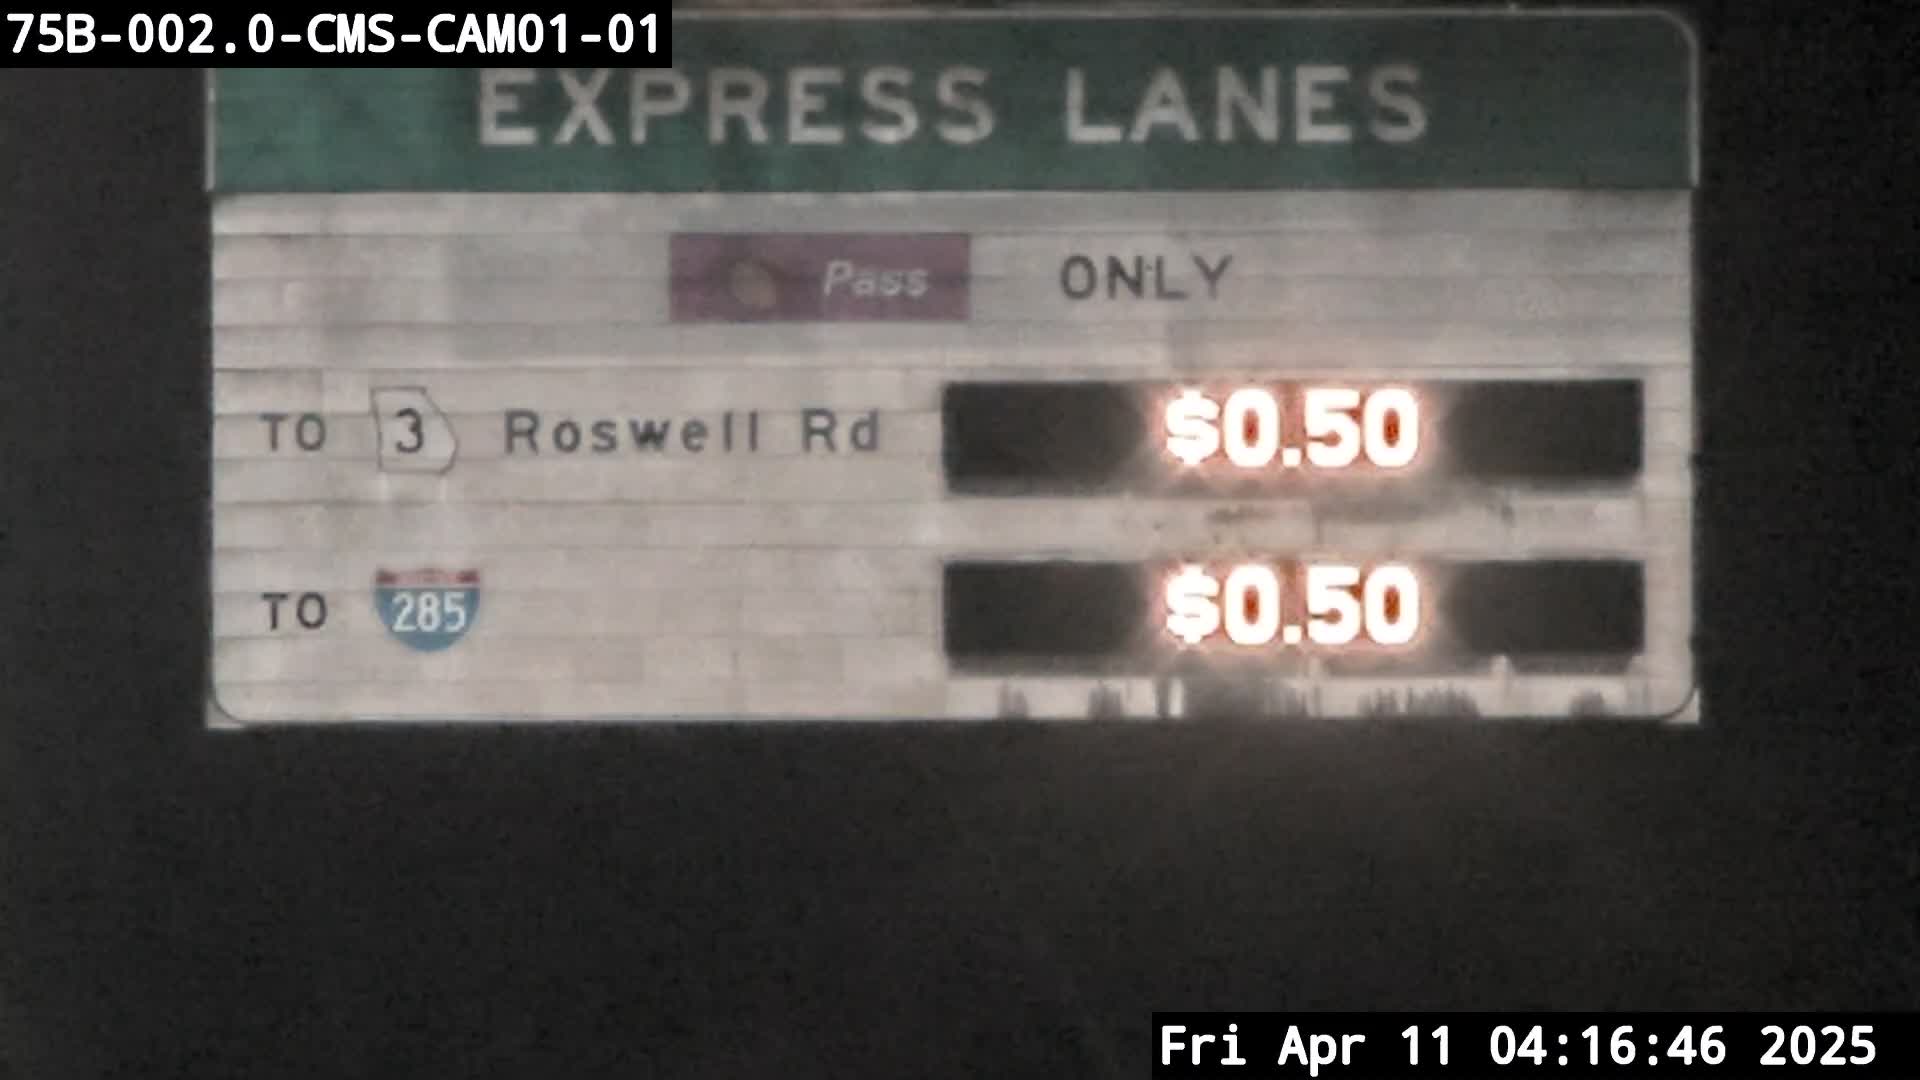 75B-002.0-CMS-CAM01-01
EXPRESS LANES
Pass ONLY
TO 3 Roswell Rd $0.50
TO 285 $0.50
Fri Apr 11 04:16:46 2025